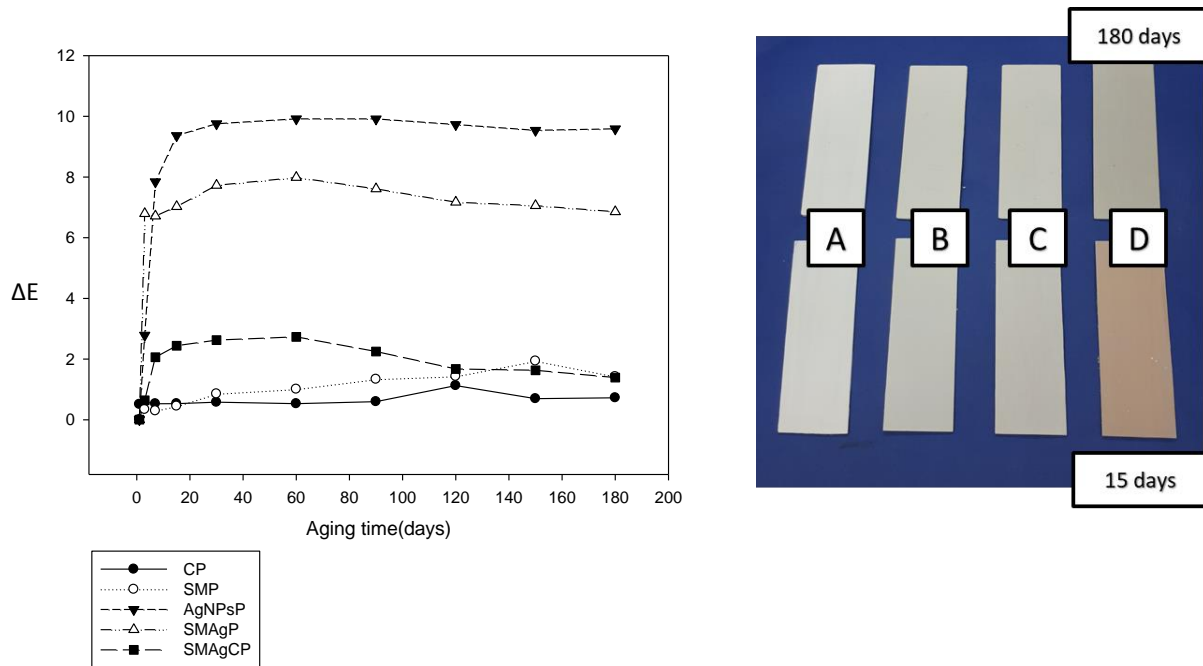 12
10
8
6
4
2
0
ΔE
0 20 40 60 80 100 120 140 160 180 200
Aging time(days)
CP
SMP
AgNPsP
SMAgP
SMAgCP
180 days
A B C D
15 days